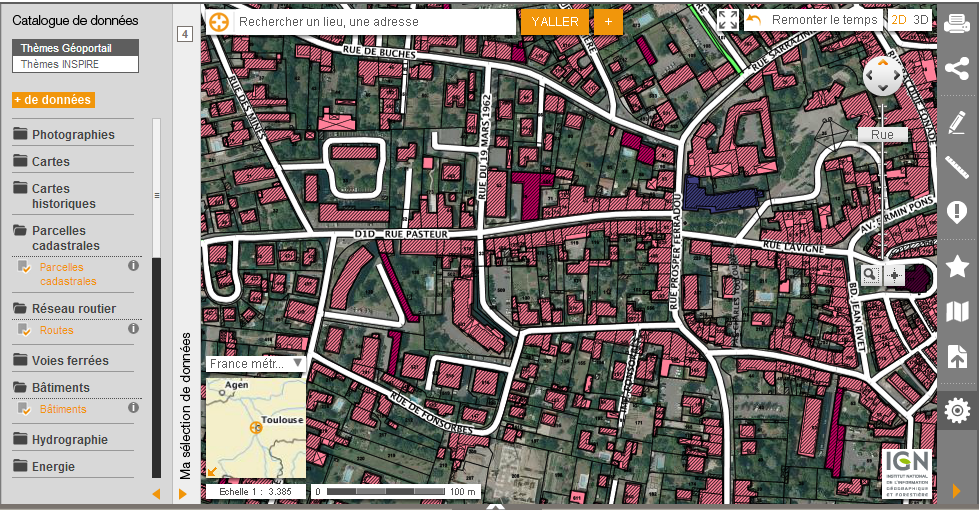 Catalogue de données
Thèmes Géoportail
Thèmes INSPIRE
+ de données
Photographies
Cartes
Cartes
historiques
Parcelles
cadastrales
Parcelles
cadastrales
Réseau routier
Routes
Voies ferrées
Bâtiments
Bâtiments
Hydrographie
Energie
4
Ma sélection de données
Rechercher un lieu, une adresse
Y ALLER
+
Remonter le temps
2D 3D
Rue
RUE DE BUCHES
RUE DES MINES
RUE DU 19 MARS 1962
RUE SARRAZIN
D1D RUE PASTEUR
RUE PROSPER FERRADOU
RUE LAVIGNE
BD. JEAN RIVET
RUE DE FONSORBES
France métr...
Agen
Toulouse
Echelle 1 : 3.385
0 100 m
IGN
INSTITUT NATIONAL
DE L'INFORMATION
GÉOGRAPHIQUE
ET FORESTIÈRE